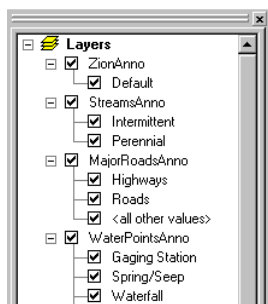 Layers
ZionAnno
Default
StreamsAnno
Intermittent
Perennial
MajorRoadsAnno
Highways
Roads
<all other values>
WaterPointsAnno
Gaging Station
Spring/Seep
Waterfall